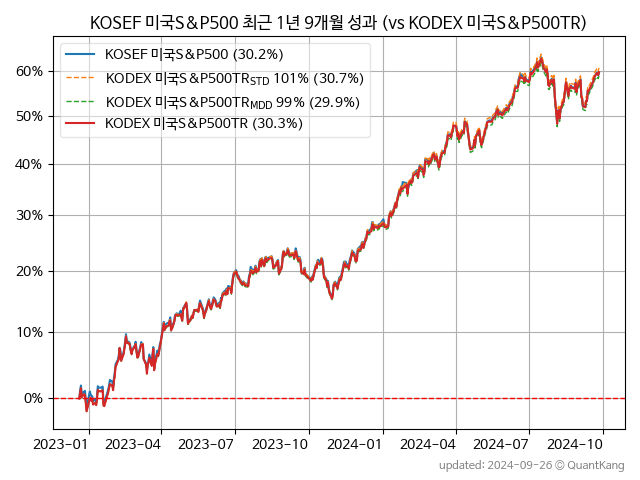 KOSEF 미국S&P500 최근 1년 9개월 성과 (vs KODEX 미국S&P500TR)
KOSEF 미국S&P500 (30.2%)
KODEX 미국S&P500TR_STD 101% (30.7%)
KODEX 미국S&P500TR_MDD 99% (29.9%)
KODEX 미국S&P500TR (30.3%)
60%
50%
40%
30%
20%
10%
0%
2023-01 2023-04 2023-07 2023-10 2024-01 2024-04 2024-07 2024-10
updated: 2024-09-26 © QuantKang